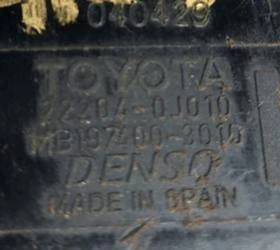 040429
TOYOTA
22204-0J010
MB197400-3010
DENSO
MADE IN SPAIN